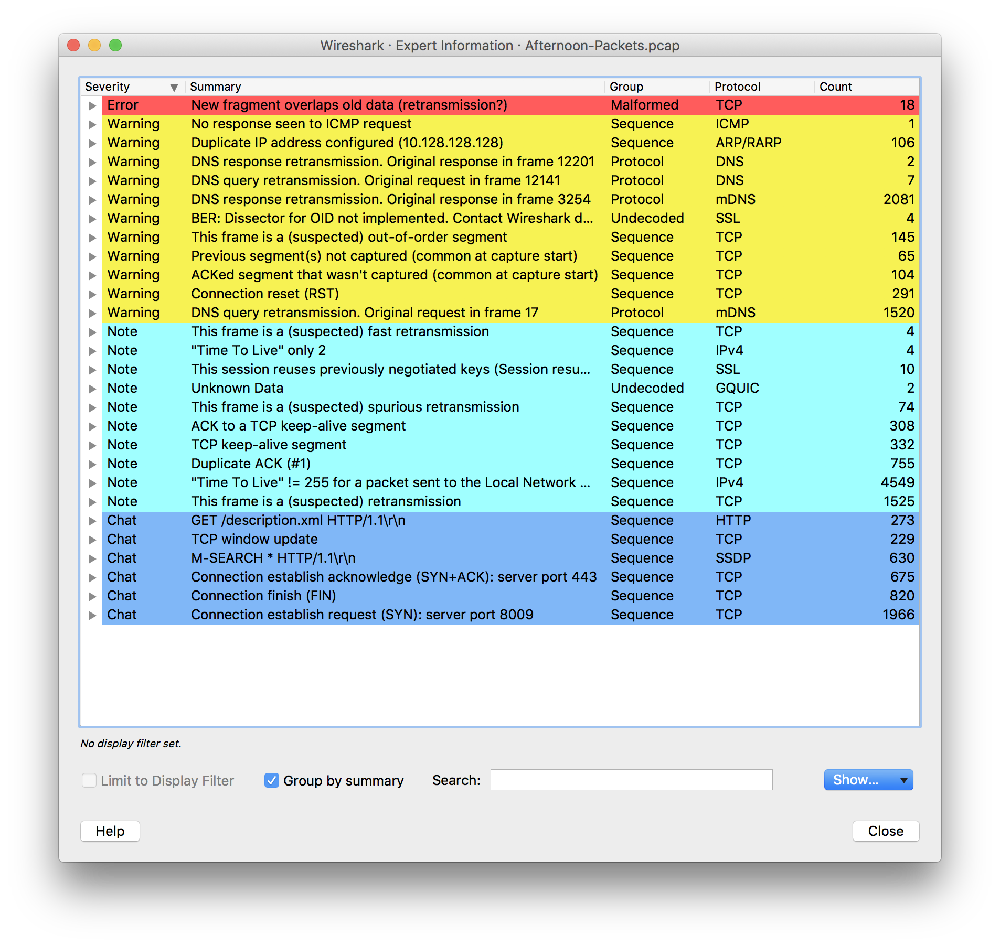 Wireshark · Expert Information · Afternoon-Packets.pcap
Severity Summary Group Protocol Count
Error New fragment overlaps old data (retransmission?) Malformed TCP 18
Warning No response seen to ICMP request Sequence ICMP 1
Warning Duplicate IP address configured (10.128.128.128) Sequence ARP/RARP 106
Warning DNS response retransmission. Original response in frame 12201 Protocol DNS 2
Warning DNS query retransmission. Original request in frame 12141 Protocol DNS 7
Warning DNS response retransmission. Original response in frame 3254 Protocol mDNS 2081
Warning BER: Dissector for OID not implemented. Contact Wireshark d... Undecoded SSL 4
Warning This frame is a (suspected) out-of-order segment Sequence TCP 145
Warning Previous segment(s) not captured (common at capture start) Sequence TCP 65
Warning ACKed segment that wasn't captured (common at capture start) Sequence TCP 104
Warning Connection reset (RST) Sequence TCP 291
Warning DNS query retransmission. Original request in frame 17 Protocol mDNS 1520
Note This frame is a (suspected) fast retransmission Sequence TCP 4
Note "Time To Live" only 2 Sequence IPv4 4
Note This session reuses previously negotiated keys (Session resu... Sequence SSL 10
Note Unknown Data Undecoded GQUIC 2
Note This frame is a (suspected) spurious retransmission Sequence TCP 74
Note ACK to a TCP keep-alive segment Sequence TCP 308
Note TCP keep-alive segment Sequence TCP 332
Note Duplicate ACK (#1) Sequence TCP 755
Note "Time To Live" != 255 for a packet sent to the Local Network ... Sequence IPv4 4549
Note This frame is a (suspected) retransmission Sequence TCP 1525
Chat GET /description.xml HTTP/1.1\r\n Sequence HTTP 273
Chat TCP window update Sequence TCP 229
Chat M-SEARCH * HTTP/1.1\r\n Sequence SSDP 630
Chat Connection establish acknowledge (SYN+ACK): server port 443 Sequence TCP 675
Chat Connection finish (FIN) Sequence TCP 820
Chat Connection establish request (SYN): server port 8009 Sequence TCP 1966
No display filter set.
Limit to Display Filter Group by summary Search: Show...
Help Close